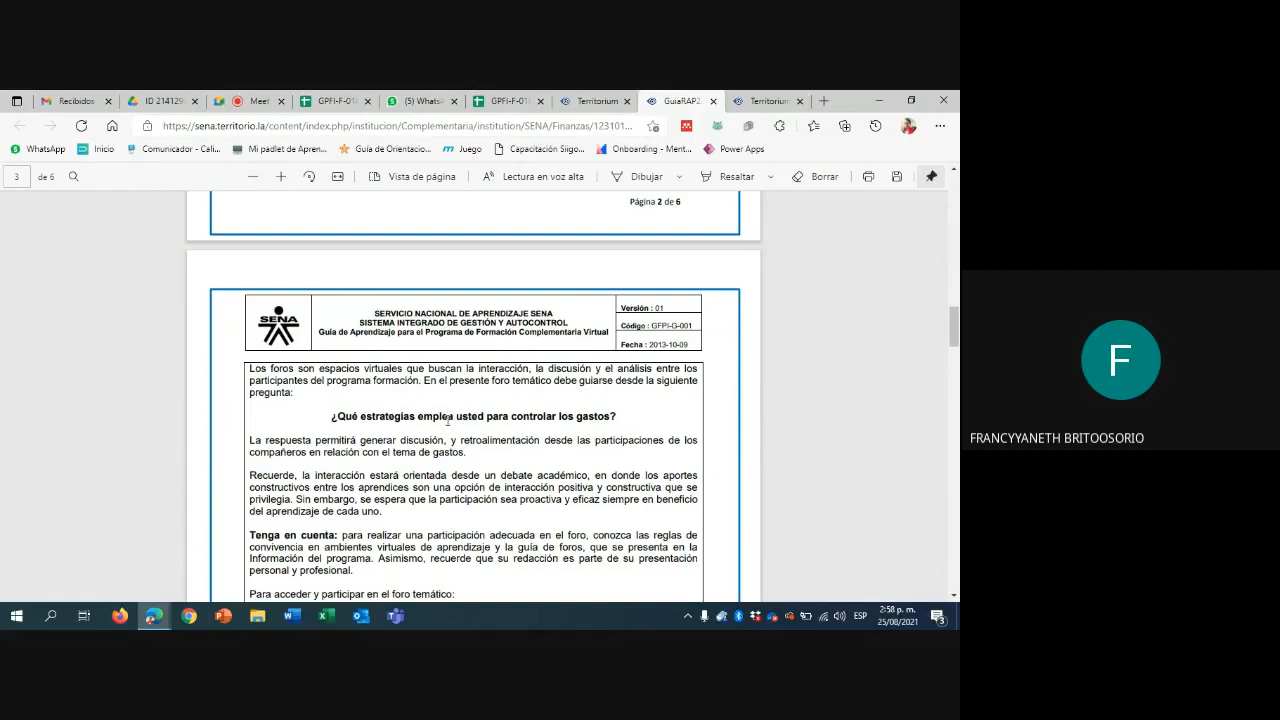 Recibidos
ID 214129
Meet
GPFI-F-01
(5) Whats
GPFI-F-01
Territorium
GuiaRAP2.
Territorium
https://sena.territorio.la/content/index.php/institucion/Complementaria/institution/SENA/Finanzas/123101...
WhatsApp
Inicio
Comunicador - Cali...
Mi padlet de Apren...
Guía de Orientacio...
Juego
Capacitación Siigo...
Onboarding - Ment...
Power Apps
3 de 6
Vista de página
Lectura en voz alta
Dibujar
Resaltar
Borrar
Página 2 de 6
SENA
SERVICIO NACIONAL DE APRENDIZAJE SENA
SISTEMA INTEGRADO DE GESTIÓN Y AUTOCONTROL
Guía de Aprendizaje para el Programa de Formación Complementaria Virtual
Versión : 01
Código : GFPI-G-001
Fecha : 2013-10-09
Los foros son espacios virtuales que buscan la interacción, la discusión y el análisis entre los
participantes del programa formación. En el presente foro temático debe guiarse desde la siguiente
pregunta:
¿Qué estrategias emplea usted para controlar los gastos?
La respuesta permitirá generar discusión, y retroalimentación desde las participaciones de los
compañeros en relación con el tema de gastos.
Recuerde, la interacción estará orientada desde un debate académico, en donde los aportes
constructivos entre los aprendices son una opción de interacción positiva y constructiva que se
privilegia. Sin embargo, se espera que la participación sea proactiva y eficaz siempre en beneficio
del aprendizaje de cada uno.
Tenga en cuenta: para realizar una participación adecuada en el foro, conozca las reglas de
convivencia en ambientes virtuales de aprendizaje y la guía de foros, que se presenta en la
Información del programa. Asimismo, recuerde que su redacción es parte de su presentación
personal y profesional.
Para acceder y participar en el foro temático:
ESP
2:58 p. m.
25/08/2021
3
F
FRANCYYANETH BRITOOSORIO